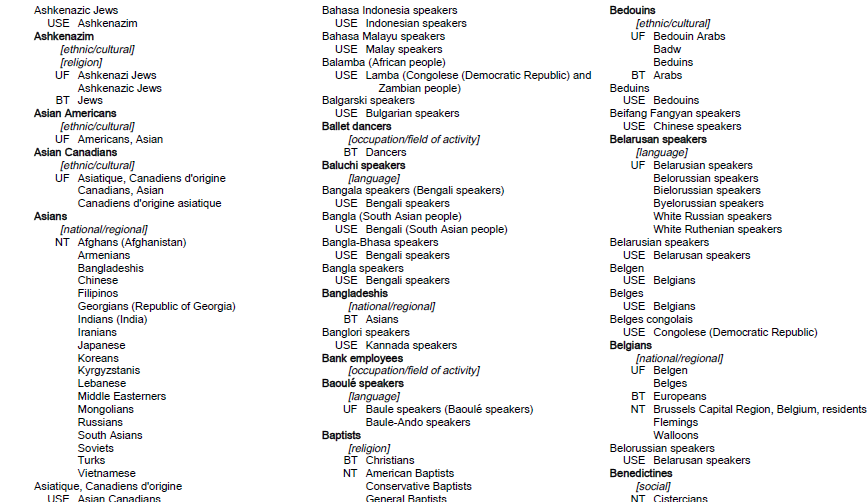 Ashkenazic Jews
USE Ashkenazim
Ashkenazim
[ethnic/cultural]
[religion]
UF Ashkenazi Jews
Ashkenazic Jews
BT Jews
Asian Americans
[ethnic/cultural]
UF Americans, Asian
Asian Canadians
[ethnic/cultural]
UF Asiatique, Canadiens d'origine
Canadians, Asian
Canadiens d'origine asiatique
Asians
[national/regional]
NT Afghans (Afghanistan)
Armenians
Bangladeshis
Chinese
Filipinos
Georgians (Republic of Georgia)
Indians (India)
Iranians
Japanese
Koreans
Kyrgyzstanis
Lebanese
Middle Easterners
Mongolians
Russians
South Asians
Soviets
Turks
Vietnamese
Asiatique, Canadiens d'origine
USE Asian Canadians
Bahasa Indonesia speakers
USE Indonesian speakers
Bahasa Malayu speakers
USE Malay speakers
Balamba (African people)
USE Lamba (Congolese (Democratic Republic) and
Zambian people)
Balgarski speakers
USE Bulgarian speakers
Ballet dancers
[occupation/field of activity]
BT Dancers
Baluchi speakers
[language]
Bangala speakers (Bengali speakers)
USE Bengali speakers
Bangla (South Asian people)
USE Bengali (South Asian people)
Bangla-Bhasa speakers
USE Bengali speakers
Bangla speakers
USE Bengali speakers
Bangladeshis
[national/regional]
BT Asians
Banglori speakers
USE Kannada speakers
Bank employees
[occupation/field of activity]
Baoulé speakers
[language]
UF Baule speakers (Baoulé speakers)
Baule-Ando speakers
Baptists
[religion]
BT Christians
NT American Baptists
Conservative Baptists
General Baptists
Bedouins
[ethnic/cultural]
UF Bedouin Arabs
Badw
Beduins
BT Arabs
Beduins
USE Bedouins
Beifang Fangyan speakers
USE Chinese speakers
Belarusan speakers
[language]
UF Belarusian speakers
Belorussian speakers
Bielorussian speakers
Byelorussian speakers
White Russian speakers
White Ruthenian speakers
Belarusian speakers
USE Belarusan speakers
Belgen
USE Belgians
Belges
USE Belgians
Belges congolais
USE Congolese (Democratic Republic)
Belgians
[national/regional]
UF Belgen
Belges
BT Europeans
NT Brussels Capital Region, Belgium, residents
Flemings
Walloons
Belorussian speakers
USE Belarusan speakers
Benedictines
[social]
NT Cistercians